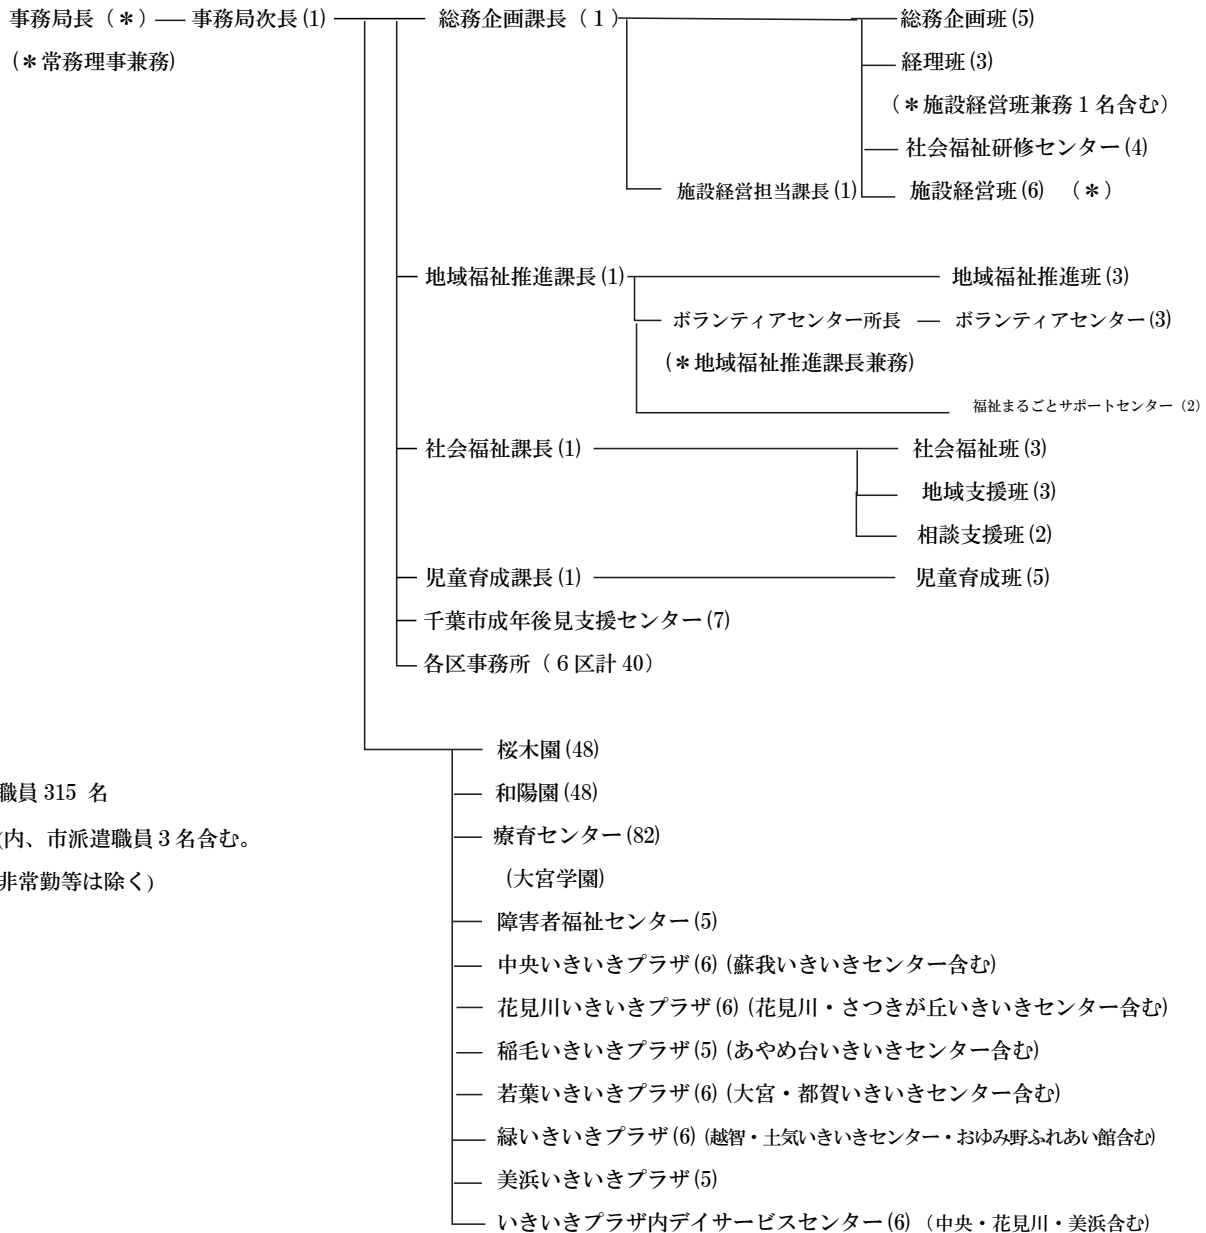 事務局長（＊） 事務局次長(1) 総務企画課長（１） 総務企画班(5)
(＊常務理事兼務) 経理班(3)
（＊施設経営班兼務１名含む）
社会福祉研修センター(4)
施設経営担当課長(1) 施設経営班(6) （＊）
地域福祉推進課長(1) 地域福祉推進班(3)
ボランティアセンター所長 ボランティアセンター(3)
(＊地域福祉推進課長兼務)
福祉まるごとサポートセンター（2）
社会福祉課長(1) 社会福祉班(3)
地域支援班(3)
相談支援班(2)
児童育成課長(1) 児童育成班(5)
千葉市成年後見支援センター(7)
各区事務所（６区計 40）
桜木園(48)
職員 315 名 和陽園(48)
(内、市派遣職員３名含む。 療育センター(82)
非常勤等は除く) (大宮学園)
障害者福祉センター(5)
中央いきいきプラザ(6) (蘇我いきいきセンター含む)
花見川いきいきプラザ(6) (花見川・さつきが丘いきいきセンター含む)
稲毛いきいきプラザ(5) (あやめ台いきいきセンター含む)
若葉いきいきプラザ(6) (大宮・都賀いきいきセンター含む)
緑いきいきプラザ(6) (越智・土気いきいきセンター・おゆみ野ふれあい館含む)
美浜いきいきプラザ(5)
いきいきプラザ内デイサービスセンター(6) （中央・花見川・美浜含む)